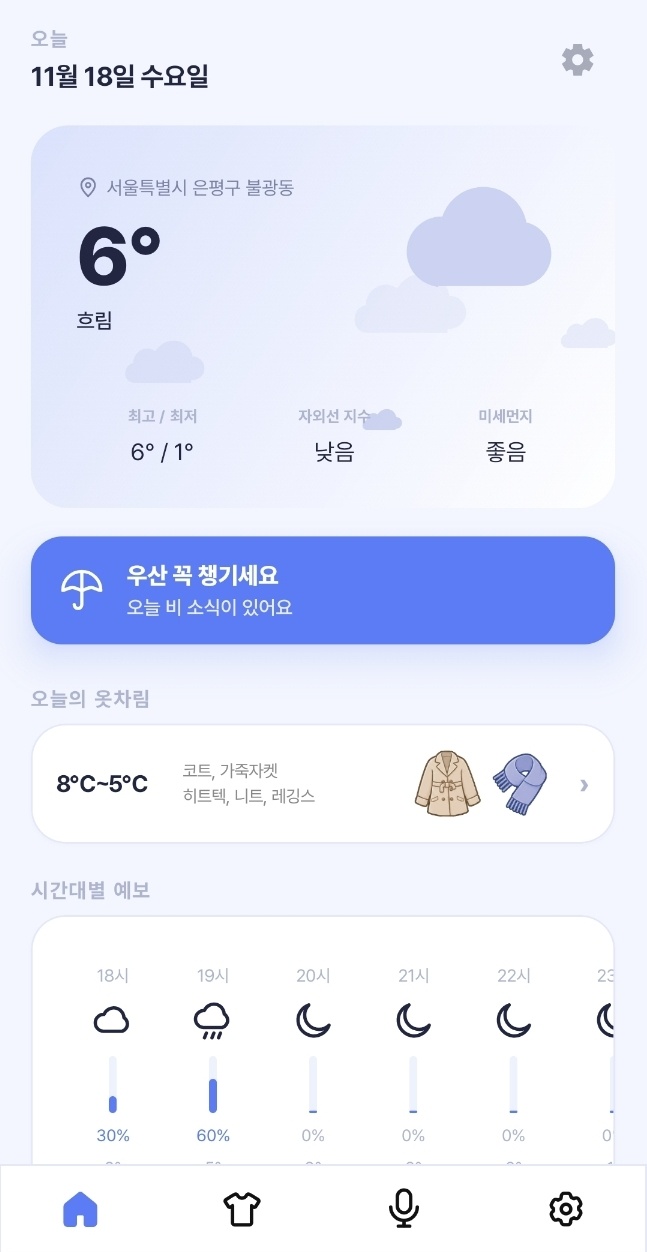 오늘
11월 18일 수요일
서울특별시 은평구 불광동
6°
흐림
최고 / 최저
자외선 지수
미세먼지
6° / 1°
낮음
좋음
우산 꼭 챙기세요
오늘 비 소식이 있어요
오늘의 옷차림
8°C~5°C
코트, 가죽자켓
히트텍, 니트, 레깅스
시간대별 예보
18시 19시 20시 21시 22시 23
30% 60% 0% 0% 0% 0